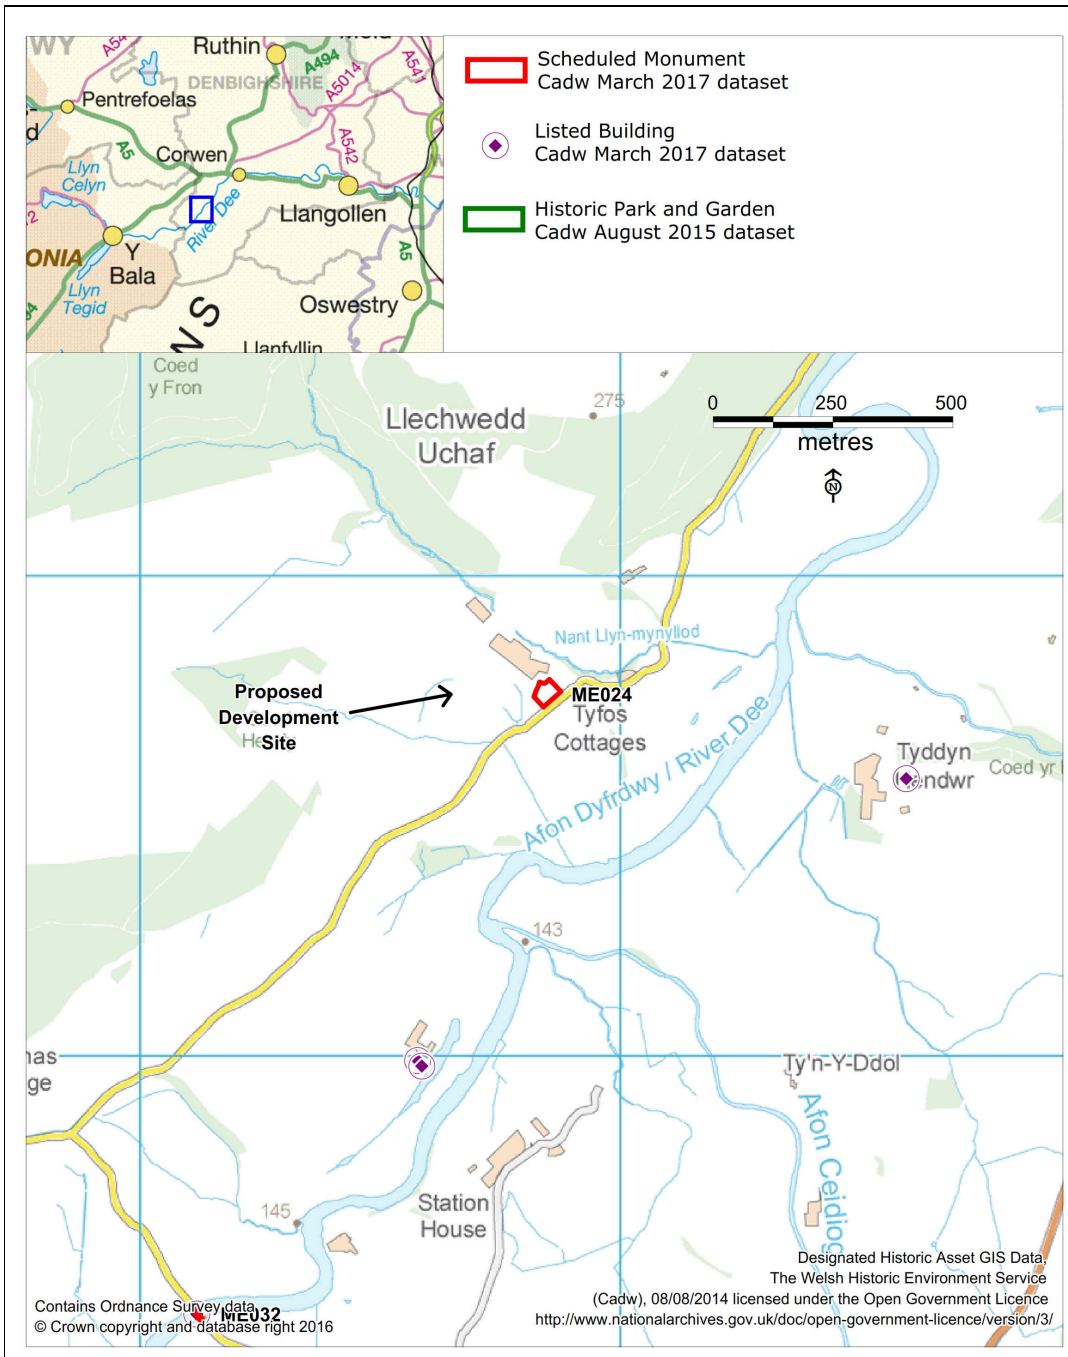 WY
A54
Ruthin
Mold
A494
A541
DENBIGHSHIRE
A5014
Pentrefoelas
d
A5
Corwen
A542
Llyn
Celyn
Llangollen
River Dee
A5
ONIA
Y
Bala
Llyn
Tegid
Oswestry
NS
Llanfyllin
Scheduled Monument
Cadw March 2017 dataset
Listed Building
Cadw March 2017 dataset
Historic Park and Garden
Cadw August 2015 dataset
Coed
y Fron
275
Llechwedd
Uchaf
0 250 500
metres
N
Nant Llyn-mynyllod
Proposed
Development
Site
ME024
Tyfos
Cottages
Afon Dyfrdwy / River Dee
Tyddyn
endwr
Coed yr
143
nas
ge
Ty'n-Y-Ddol
Afon Ceidiog
Station
House
145
ME032
Contains Ordnance Survey data
© Crown copyright and database right 2016
Designated Historic Asset GIS Data,
The Welsh Historic Environment Service
(Cadw), 08/08/2014 licensed under the Open Government Licence
http://www.nationalarchives.gov.uk/doc/open-government-licence/version/3/